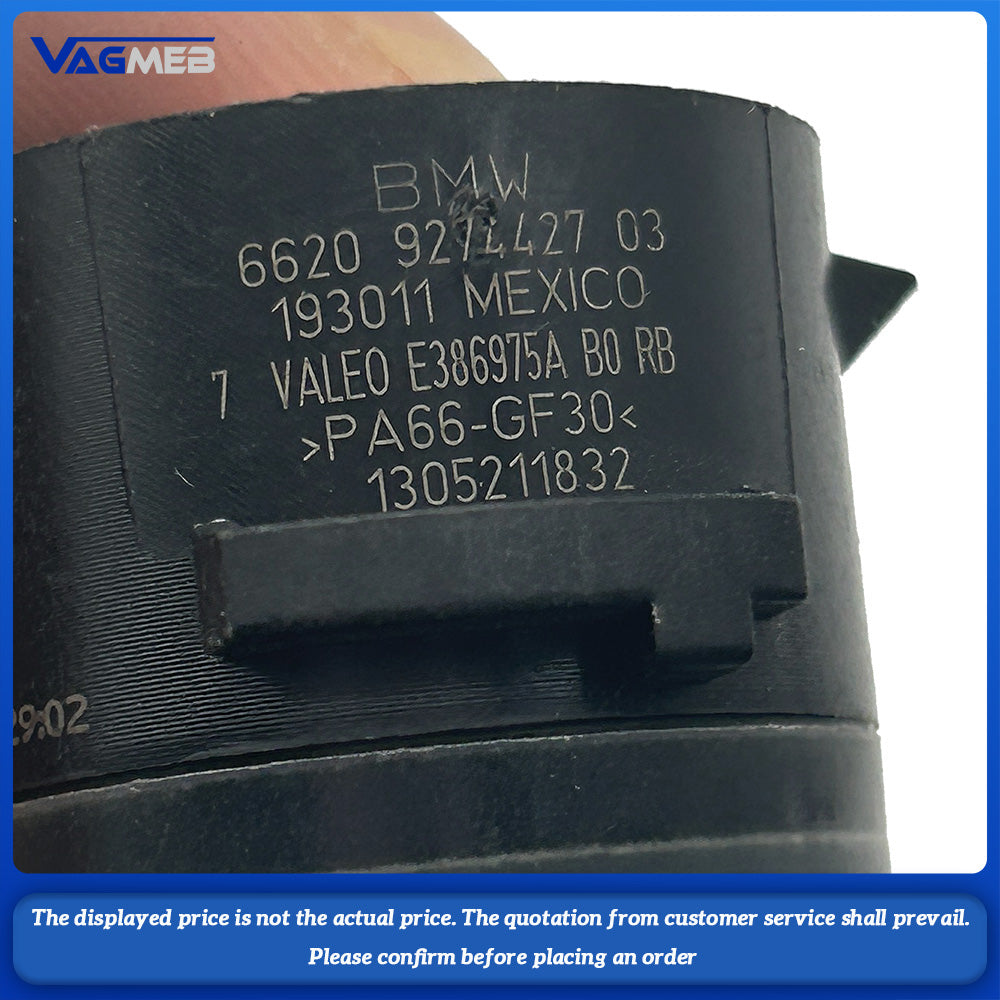 VAGMEB
BMW
6620 9274427 03
193011 MEXICO
7 VALEO E386975A B0 RB
>PA66-GF30<
1305211832
29:02
The displayed price is not the actual price. The quotation from customer service shall prevail.
Please confirm before placing an order